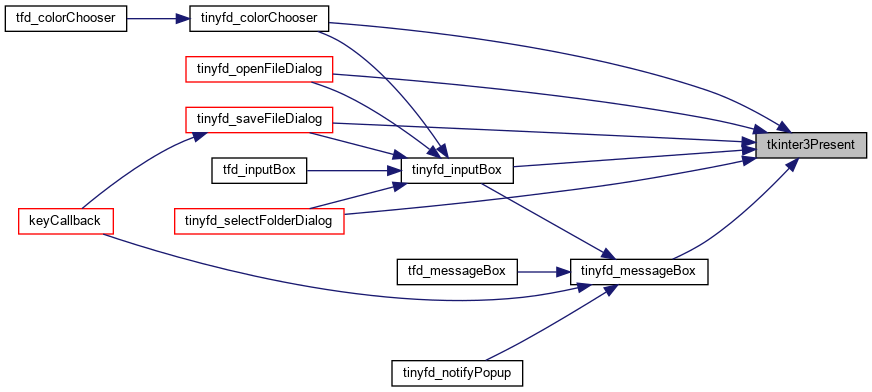 tfd_colorChooser
tinyfd_colorChooser
tinyfd_openFileDialog
tinyfd_saveFileDialog
tkinter3Present
tfd_inputBox
tinyfd_inputBox
keyCallback
tinyfd_selectFolderDialog
tfd_messageBox
tinyfd_messageBox
tinyfd_notifyPopup